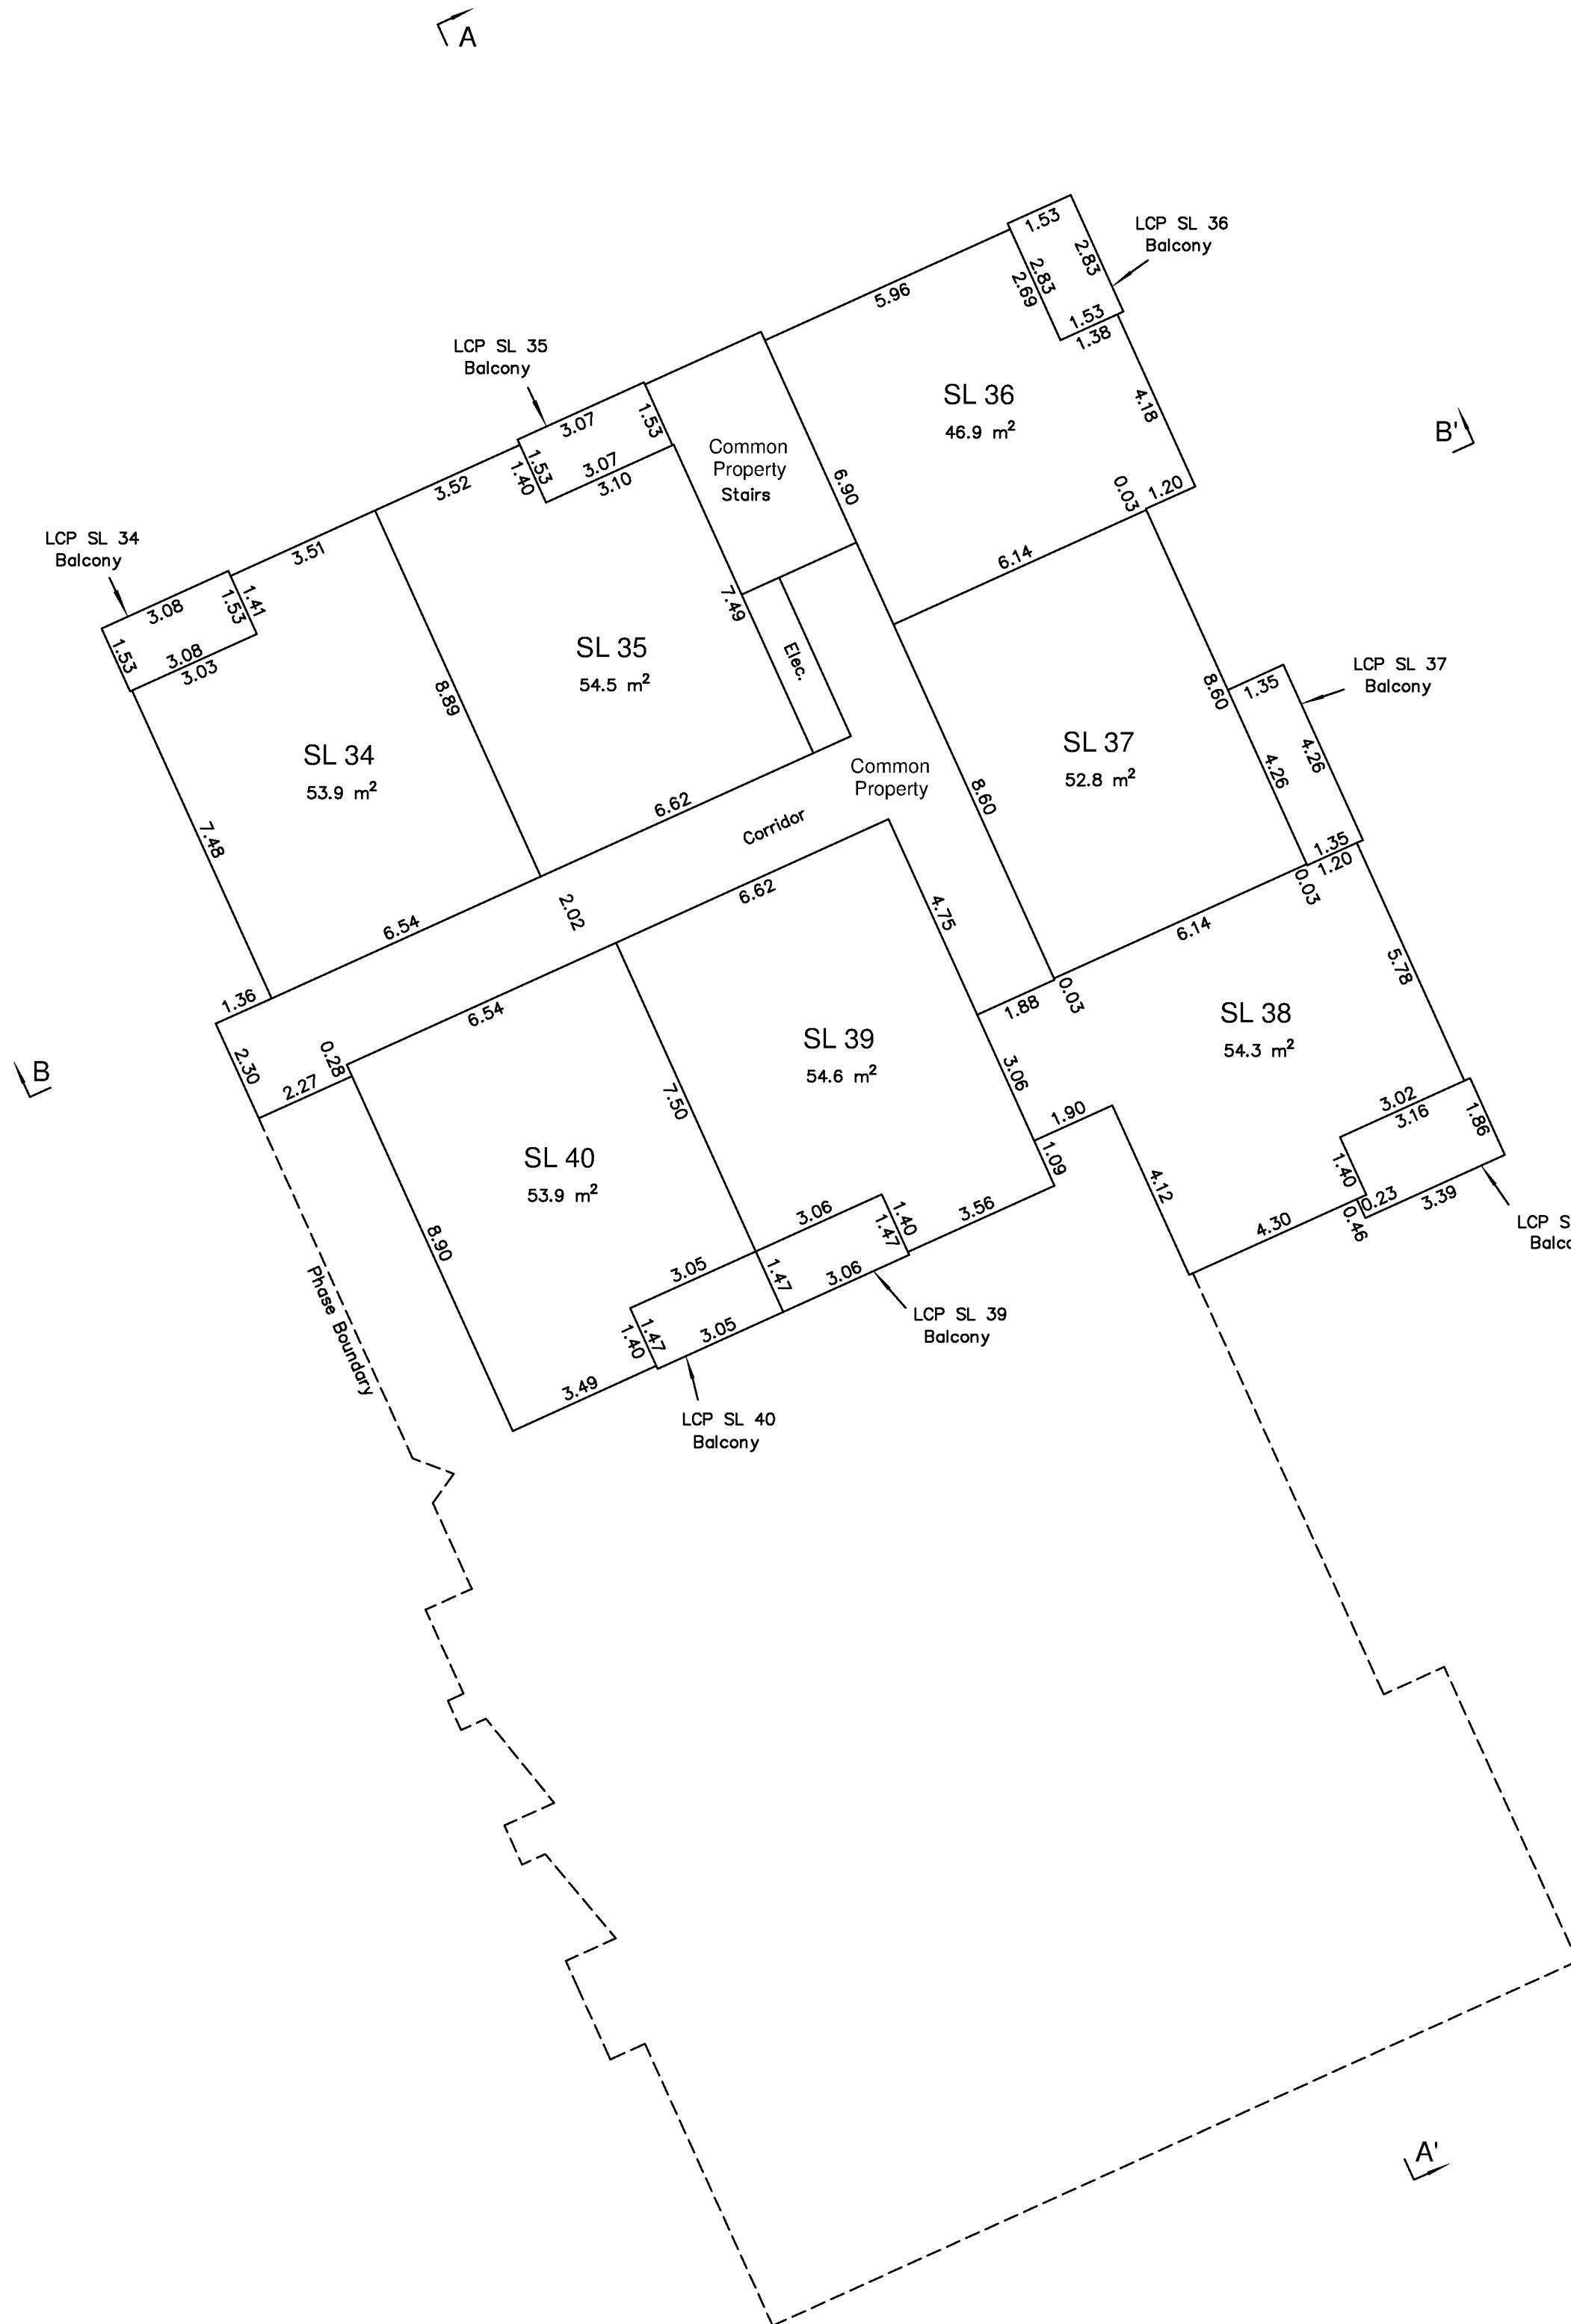 A
1.53
LCP SL 36
Balcony
2.83
2.83
2.69
5.96
1.53
1.38
LCP SL 35
Balcony
SL 36
46.9 m²
4.18
B'
3.07
1.53
1.53
3.07
1.40
3.10
3.52
Common
Property
Stairs
6.90
0.03
1.20
LCP SL 34
Balcony
3.51
6.14
3.08
1.41
1.53
1.53
3.08
3.03
7.49
SL 35
54.5 m²
Elec.
LCP SL 37
Balcony
1.35
8.60
8.89
SL 34
53.9 m²
SL 37
52.8 m²
4.26
4.26
Common
Property
8.60
6.62
Corridor
7.48
1.35
1.20
0.03
6.62
2.02
4.75
6.54
6.14
5.78
1.36
6.54
1.88
0.03
SL 38
54.3 m²
SL 39
54.6 m²
B
2.30
0.28
2.27
7.50
3.06
1.90
3.02
3.16
1.86
SL 40
53.9 m²
1.09
4.12
1.40
0.23
3.39
0.46
4.30
3.06
1.40
1.47
3.56
8.90
3.05
1.47
3.06
LCP S
Balc
Phase Boundary
1.47
1.40
3.05
LCP SL 39
Balcony
3.49
LCP SL 40
Balcony
A'